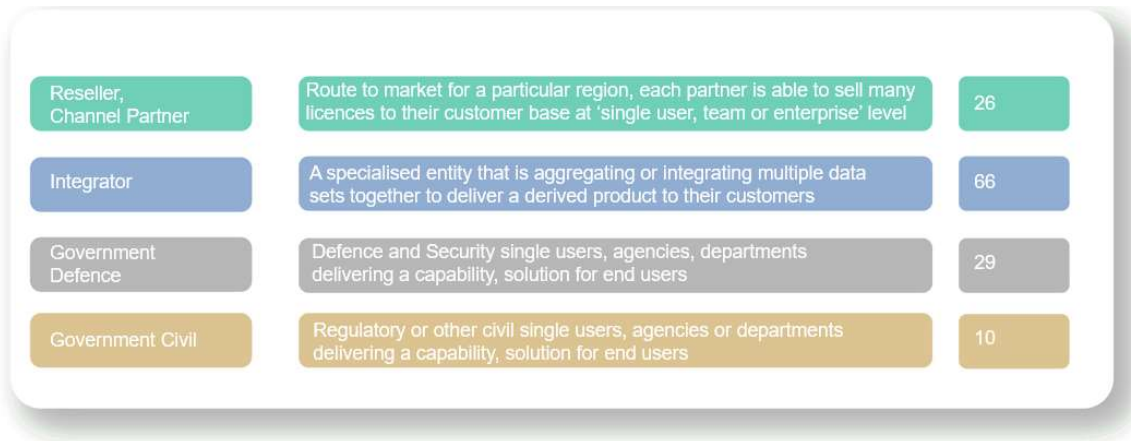 Reseller,
Channel Partner
Route to market for a particular region, each partner is able to sell many
licences to their customer base at ‘single user, team or enterprise’ level
26
Integrator
A specialised entity that is aggregating or integrating multiple data
sets together to deliver a derived product to their customers
66
Government
Defence
Defence and Security single users, agencies, departments
delivering a capability, solution for end users
29
Government Civil
Regulatory or other civil single users, agencies or departments
delivering a capability, solution for end users
10